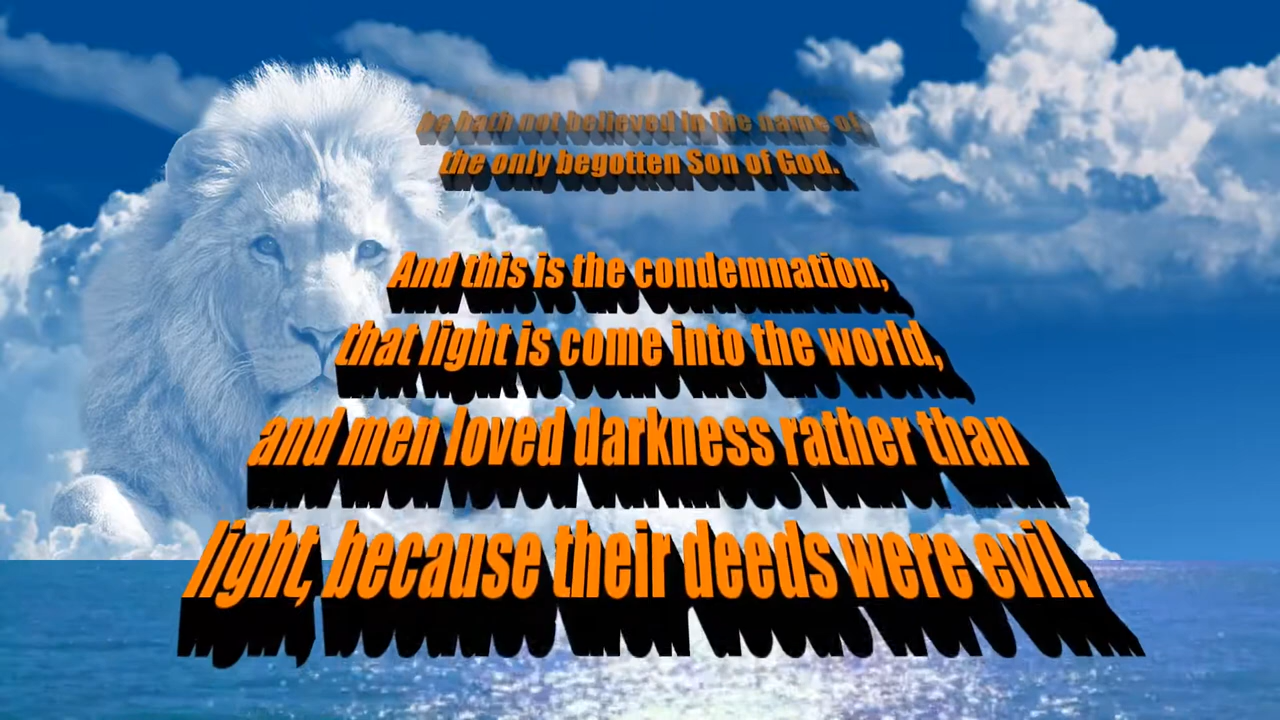 he hath not believed in the name of
the only begotten Son of God.
And this is the condemnation,
that light is come into the world,
and men loved darkness rather than
light, because their deeds were evil.